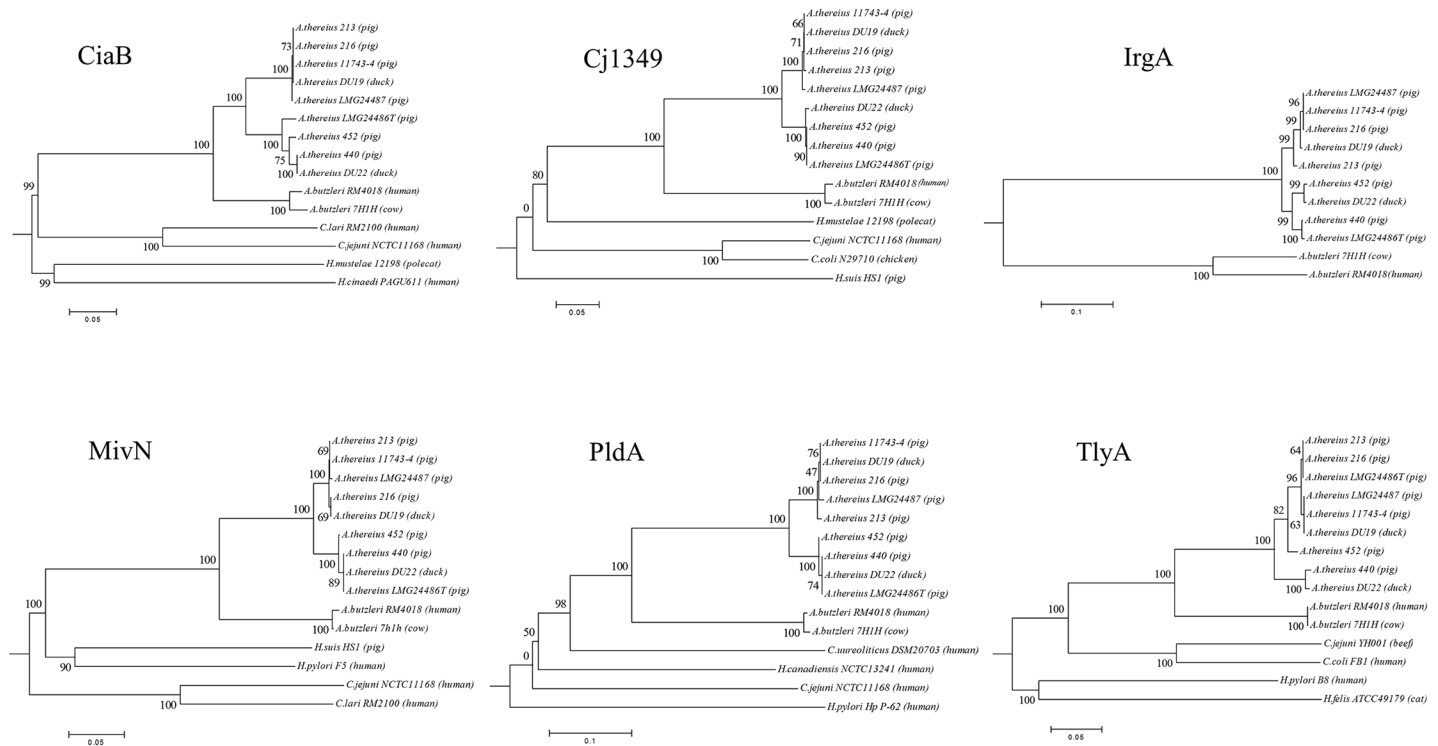 CiaB
A.thereius 213 (pig)
73
A.thereius 216 (pig)
A.thereius 11743-4 (pig)
100
A.htereius DU19 (duck)
A.thereius LMG24487 (pig)
100
A.thereius LMG24486T (pig)
A.thereius 452 (pig)
100
A.thereius 440 (pig)
75
A.thereius DU22 (duck)
100
100
A.butzleri RM4018 (human)
A.butzleri 7H1H (cow)
100
99
C.lari RM2100 (human)
C.jejuni NCTC11168 (human)
100
H.mustelae 12198 (polecat)
H.cinaedi PAGU611 (human)
99
0.05
Cj1349
A.thereius 11743-4 (pig)
66
A.thereius DU19 (duck)
71
A.thereius 216 (pig)
100
A.thereius 213 (pig)
A.thereius LMG24487 (pig)
100
A.thereius DU22 (duck)
A.thereius 452 (pig)
100
A.thereius 440 (pig)
90
A.thereius LMG24486T (pig)
100
A.butzleri RM4018 (human)
A.butzleri 7H1H (cow)
100
80
H.mustelae 12198 (polecat)
0
C.jejuni NCTC11168 (human)
C.coli N29710 (chicken)
100
H.suis HS1 (pig)
0.05
IrgA
A.thereius LMG24487 (pig)
96
A.thereius 11743-4 (pig)
99
A.thereius 216 (pig)
99
A.thereius DU19 (duck)
A.thereius 213 (pig)
100
A.thereius 452 (pig)
99
A.thereius DU22 (duck)
A.thereius 440 (pig)
99
A.thereius LMG24486T (pig)
100
A.butzleri 7H1H (cow)
A.butzleri RM4018(human)
100
0.1
MivN
A.thereius 213 (pig)
69
A.thereius 11743-4 (pig)
100
A.thereius LMG24487 (pig)
A.thereius 216 (pig)
A.thereius DU19 (duck)
69
100
A.thereius 452 (pig)
A.thereius 440 (pig)
100
A.thereius DU22 (duck)
89
A.thereius LMG24486T (pig)
100
A.butzleri RM4018 (human)
A.butzleri 7h1h (cow)
100
100
H.suis HS1 (pig)
H.pylori F5 (human)
90
C.jejuni NCTC11168 (human)
C.lari RM2100 (human)
100
0.05
PldA
A.thereius 11743-4 (pig)
76
A.thereius DU19 (duck)
47
A.thereius 216 (pig)
100
A.thereius LMG24487 (pig)
A.thereius 213 (pig)
100
A.thereius 452 (pig)
A.thereius 440 (pig)
100
A.thereius DU22 (duck)
74
A.thereius LMG24486T (pig)
100
A.butzleri RM4018 (human)
A.butzleri 7H1H (cow)
100
98
C.uureoliticus DSM20703 (human)
50
H.canadiensis NCTC13241 (human)
0
C.jejuni NCTC11168 (human)
H.pylori Hp P-62 (human)
0.1
TlyA
A.thereius 213 (pig)
64
A.thereius 216 (pig)
96
A.thereius LMG24486T (pig)
A.thereius LMG24487 (pig)
A.thereius 11743-4 (pig)
63
A.thereius DU19 (duck)
82
A.thereius 452 (pig)
100
A.thereius 440 (pig)
A.thereius DU22 (duck)
100
100
A.butzleri RM4018 (human)
A.butzleri 7H1H (cow)
100
100
C.jejuni YH001 (beef)
C.coli FB1 (human)
100
H.pylori B8 (human)
H.felis ATCC49179 (cat)
100
0.05